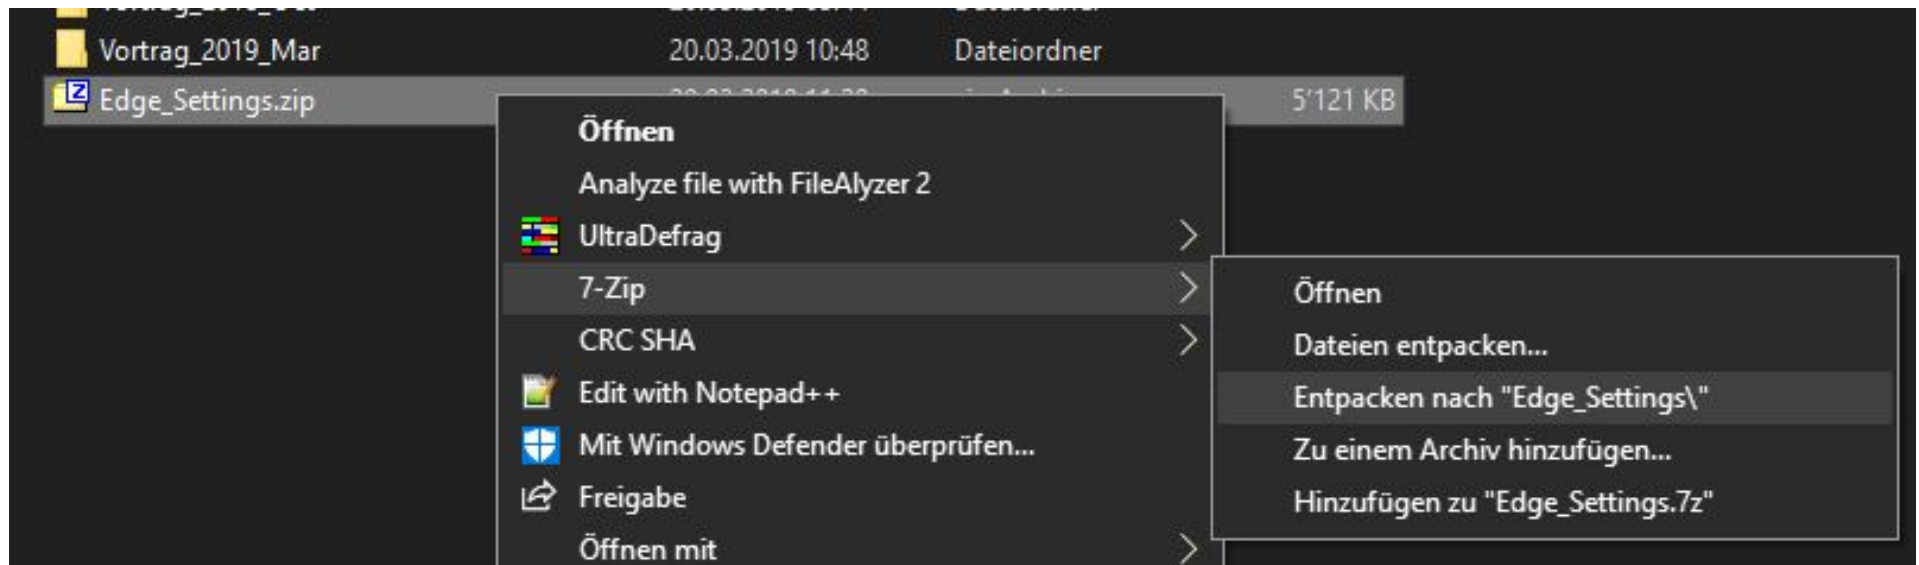 Vortrag_2019_Mar 20.03.2019 10:48 Dateiordner
Edge_Settings.zip 5'121 KB
Öffnen
Analyze file with FileAlyzer 2
UltraDefrag
7-Zip
CRC SHA
Edit with Notepad++
Mit Windows Defender überprüfen...
Freigabe
Öffnen mit
Öffnen
Dateien entpacken...
Entpacken nach "Edge_Settings\"
Zu einem Archiv hinzufügen...
Hinzufügen zu "Edge_Settings.7z"